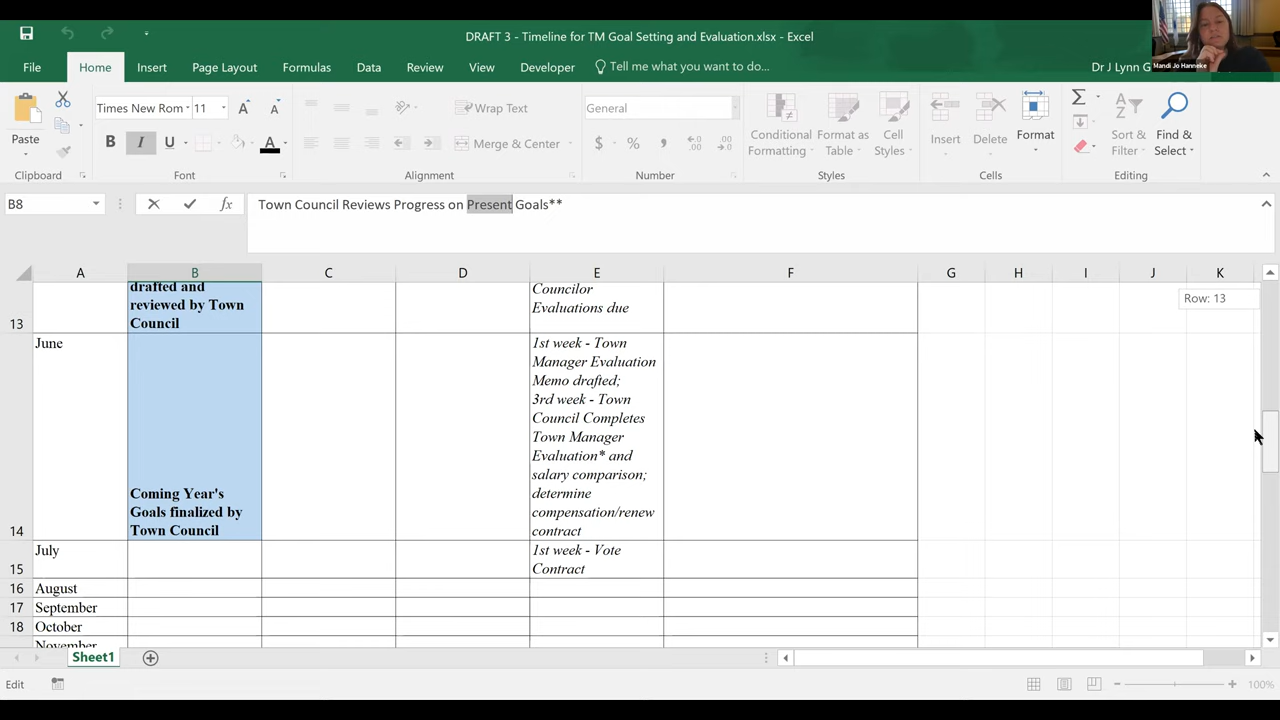 DRAFT 3 - Timeline for TM Goal Setting and Evaluation.xlsx - Excel
Mandi Jo Hanneke
File Home Insert Page Layout Formulas Data Review View Developer Tell me what you want to do... Dr J Lynn G
Times New Rom 11 A A Wrap Text General
Paste B I U A Merge & Center $ % , Conditional Formatting Format as Table Cell Styles Insert Delete Format Sort & Filter Find & Select
Clipboard Font Alignment Number Styles Cells Editing
B8 fx Town Council Reviews Progress on Present Goals**
A B C D E F G H I J K
Row: 13
13
drafted and
reviewed by Town
Council
Councilor
Evaluations due
14
June
Coming Year's
Goals finalized by
Town Council
1st week - Town
Manager Evaluation
Memo drafted;
3rd week - Town
Council Completes
Town Manager
Evaluation* and
salary comparison;
determine
compensation/renew
contract
15
July
1st week - Vote
Contract
16 August
17 September
18 October
November
Sheet1
Edit 100%